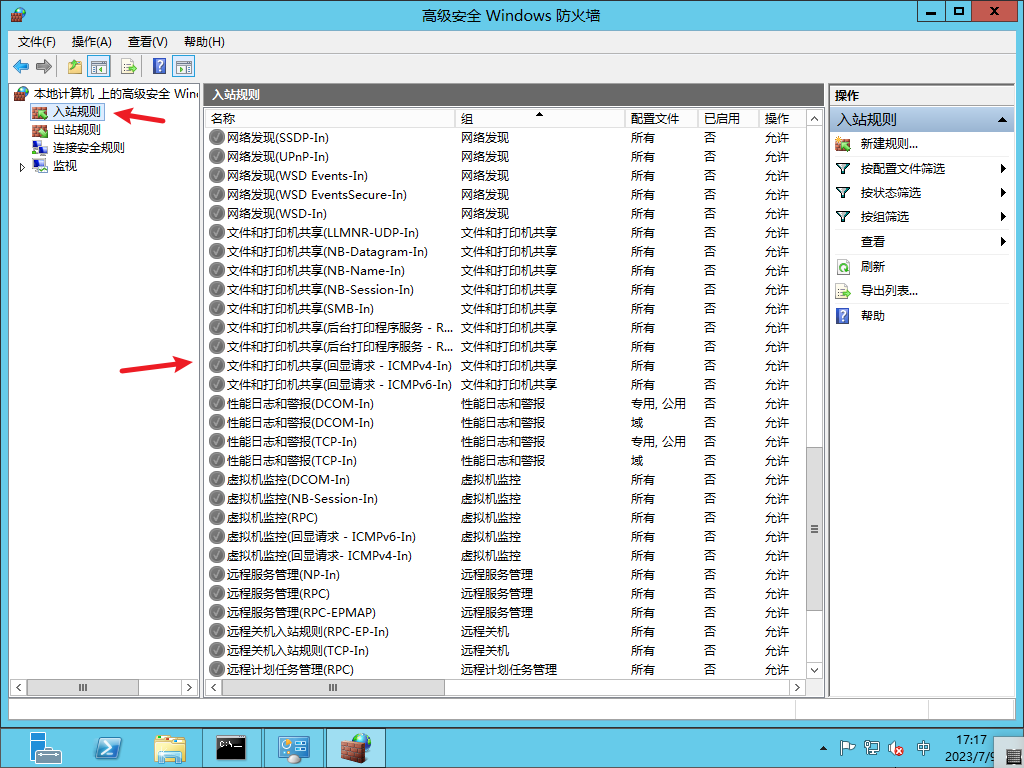 高级安全 Windows 防火墙
文件(F) 操作(A) 查看(V) 帮助(H)
本地计算机 上的高级安全 Win
入站规则
出站规则
连接安全规则
监视
入站规则
名称 组 配置文件 已启用 操作
网络发现(SSDP-In) 网络发现 所有 否 允许
网络发现(UPnP-In) 网络发现 所有 否 允许
网络发现(WSD Events-In) 网络发现 所有 否 允许
网络发现(WSD EventsSecure-In) 网络发现 所有 否 允许
网络发现(WSD-In) 网络发现 所有 否 允许
文件和打印机共享(LLMNR-UDP-In) 文件和打印机共享 所有 否 允许
文件和打印机共享(NB-Datagram-In) 文件和打印机共享 所有 否 允许
文件和打印机共享(NB-Name-In) 文件和打印机共享 所有 否 允许
文件和打印机共享(NB-Session-In) 文件和打印机共享 所有 否 允许
文件和打印机共享(SMB-In) 文件和打印机共享 所有 否 允许
文件和打印机共享(后台打印程序服务 - R... 文件和打印机共享 所有 否 允许
文件和打印机共享(后台打印程序服务 - R... 文件和打印机共享 所有 否 允许
文件和打印机共享(回显请求 - ICMPv4-In) 文件和打印机共享 所有 否 允许
文件和打印机共享(回显请求 - ICMPv6-In) 文件和打印机共享 所有 否 允许
性能日志和警报(DCOM-In) 性能日志和警报 专用, 公用 否 允许
性能日志和警报(DCOM-In) 性能日志和警报 域 否 允许
性能日志和警报(TCP-In) 性能日志和警报 专用, 公用 否 允许
性能日志和警报(TCP-In) 性能日志和警报 域 否 允许
虚拟机监控(DCOM-In) 虚拟机监控 所有 否 允许
虚拟机监控(NB-Session-In) 虚拟机监控 所有 否 允许
虚拟机监控(RPC) 虚拟机监控 所有 否 允许
虚拟机监控(回显请求 - ICMPv6-In) 虚拟机监控 所有 否 允许
虚拟机监控(回显请求- ICMPv4-In) 虚拟机监控 所有 否 允许
远程服务管理(NP-In) 远程服务管理 所有 否 允许
远程服务管理(RPC) 远程服务管理 所有 否 允许
远程服务管理(RPC-EPMAP) 远程服务管理 所有 否 允许
远程关机入站规则(RPC-EP-In) 远程关机 所有 否 允许
远程关机入站规则(TCP-In) 远程关机 所有 否 允许
远程计划任务管理(RPC) 远程计划任务管理 所有 否 允许
操作
入站规则
新建规则...
按配置文件筛选
按状态筛选
按组筛选
查看
刷新
导出列表...
帮助
C:\_
中
17:17
2023/7/9